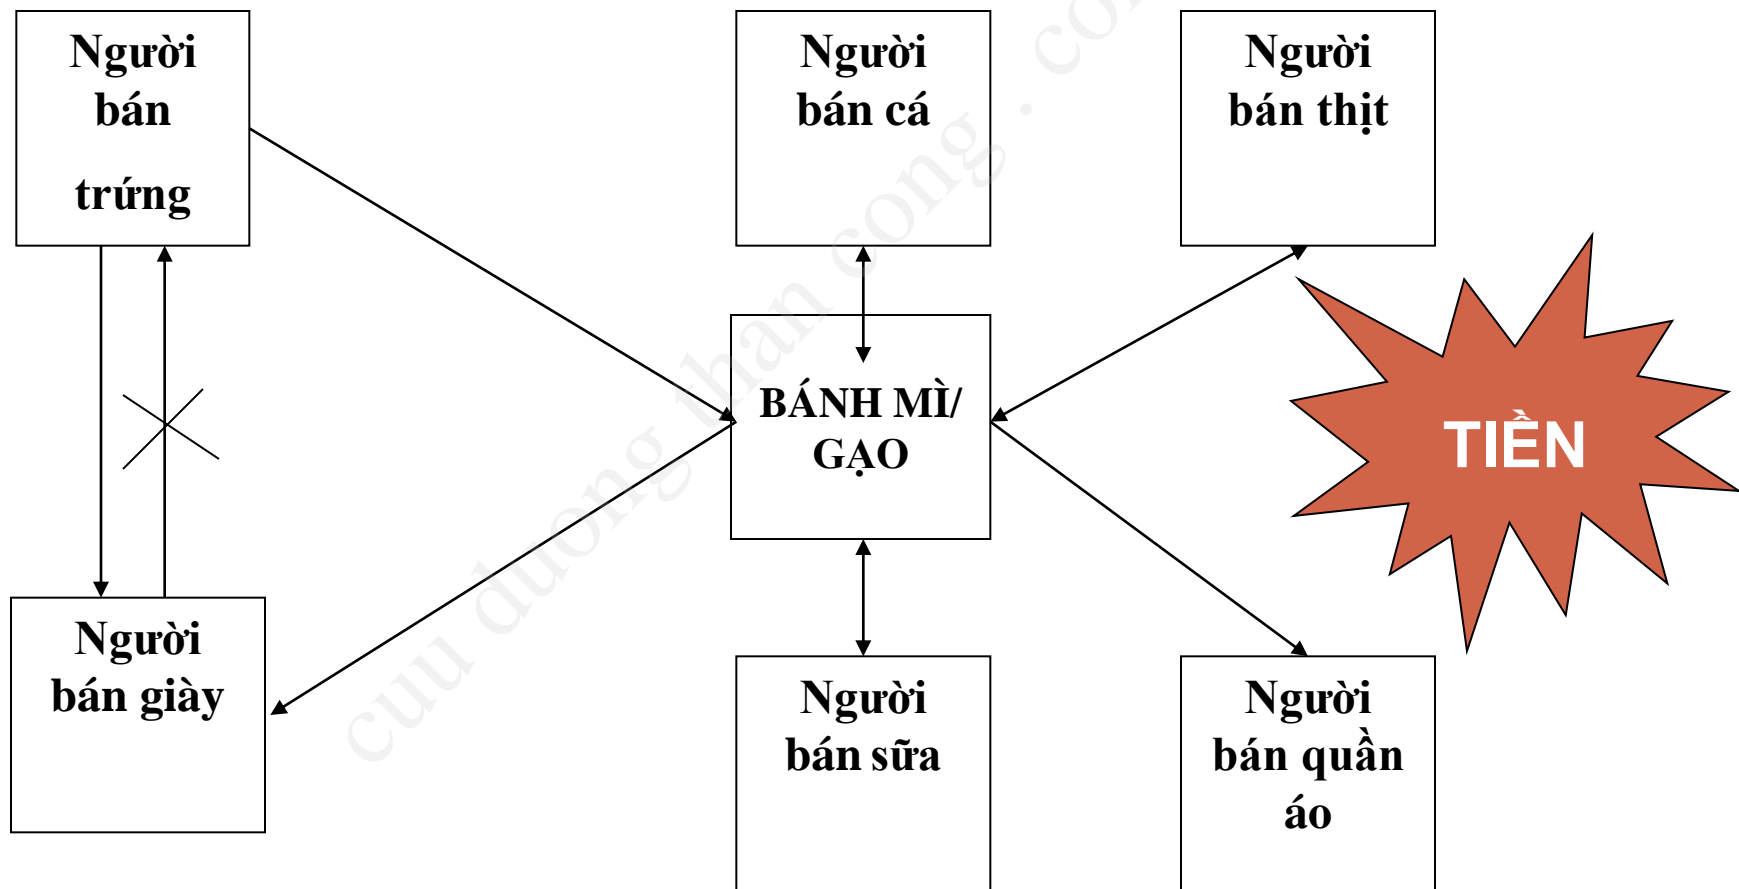 Người
bán
trứng
Người
bán cá
Người
bán thịt
BÁNH MÌ/
GẠO
TIỀN
Người
bán giày
Người
bán sữa
Người
bán quần
áo
cuu duong than cong . com